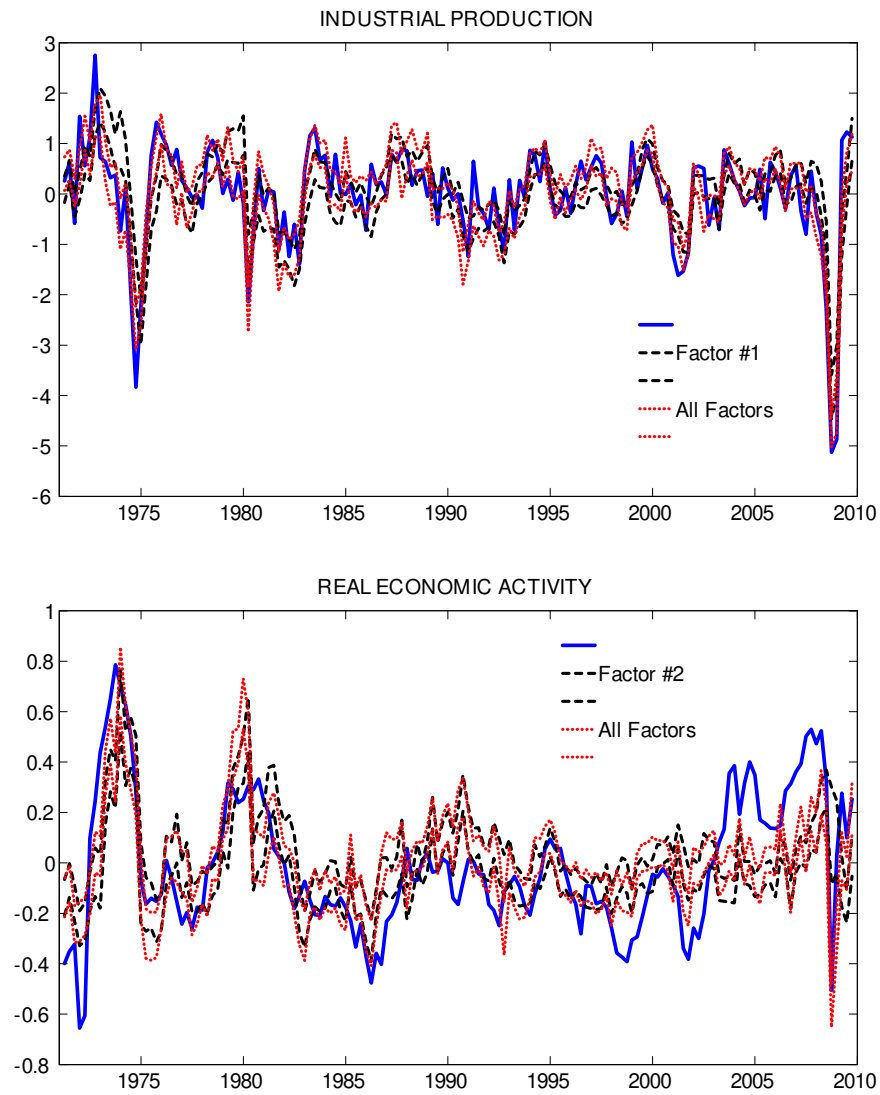 INDUSTRIAL PRODUCTION
3
2
1
0
-1
-2
-3
-4
-5
-6
Factor #1
All Factors
1975 1980 1985 1990 1995 2000 2005 2010
REAL ECONOMIC ACTIVITY
1
0.8
0.6
0.4
0.2
0
-0.2
-0.4
-0.6
-0.8
Factor #2
All Factors
1975 1980 1985 1990 1995 2000 2005 2010